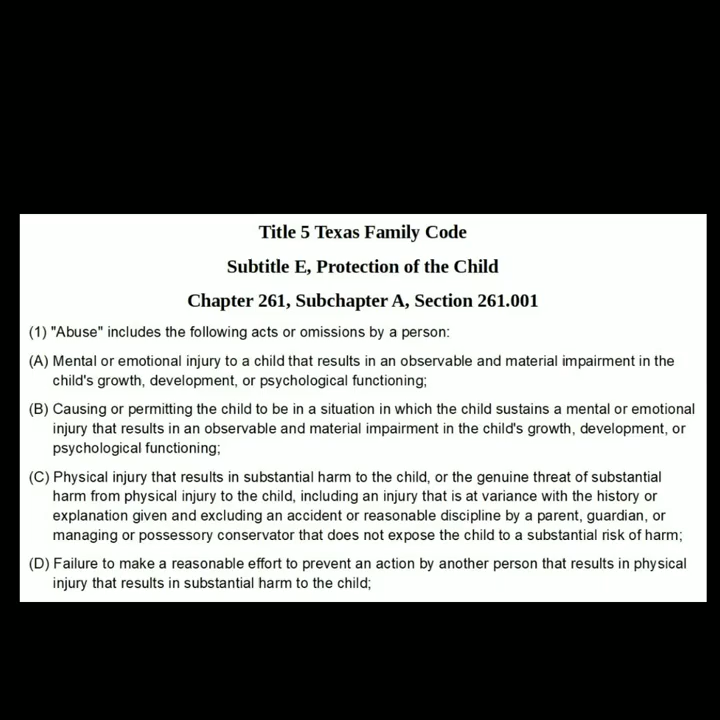 Title 5 Texas Family Code
Subtitle E, Protection of the Child
Chapter 261, Subchapter A, Section 261.001
(1) "Abuse" includes the following acts or omissions by a person:
(A) Mental or emotional injury to a child that results in an observable and material impairment in the
child's growth, development, or psychological functioning;
(B) Causing or permitting the child to be in a situation in which the child sustains a mental or emotional
injury that results in an observable and material impairment in the child's growth, development, or
psychological functioning;
(C) Physical injury that results in substantial harm to the child, or the genuine threat of substantial
harm from physical injury to the child, including an injury that is at variance with the history or
explanation given and excluding an accident or reasonable discipline by a parent, guardian, or
managing or possessory conservator that does not expose the child to a substantial risk of harm;
(D) Failure to make a reasonable effort to prevent an action by another person that results in physical
injury that results in substantial harm to the child;